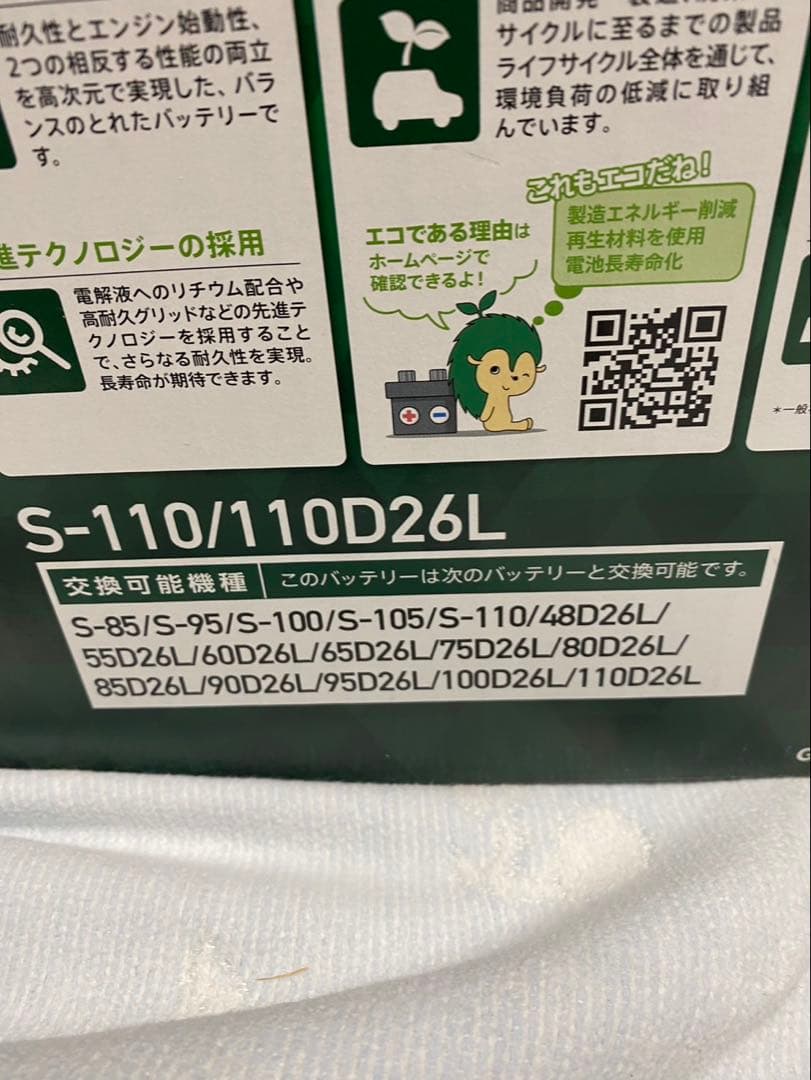 耐久性とエンジン始動性、
2つの相反する性能の両立
を高次元で実現した、バラ
ンスのとれたバッテリーで
す。
進テクノロジーの採用
電解液へのリチウム配合や
高耐久グリッドなどの先進テ
クノロジーを採用すること
で、さらなる耐久性を実現。
長寿命が期待できます。
サイクルに至るまでの製品
ライフサイクル全体を通じて、
環境負荷の低減に取り組
んでいます。
これもエコだね!
製造エネルギー削減
再生材料を使用
電池長寿命化
エコである理由は
ホームページで
確認できるよ!
*一般
S-110/110D26L
交換可能機種 このバッテリーは次のバッテリーと交換可能です。
S-85/S-95/S-100/S-105/S-110/48D26L/
55D26L/60D26L/65D26L/75D26L/80D26L/
85D26L/90D26L/95D26L/100D26L/110D26L